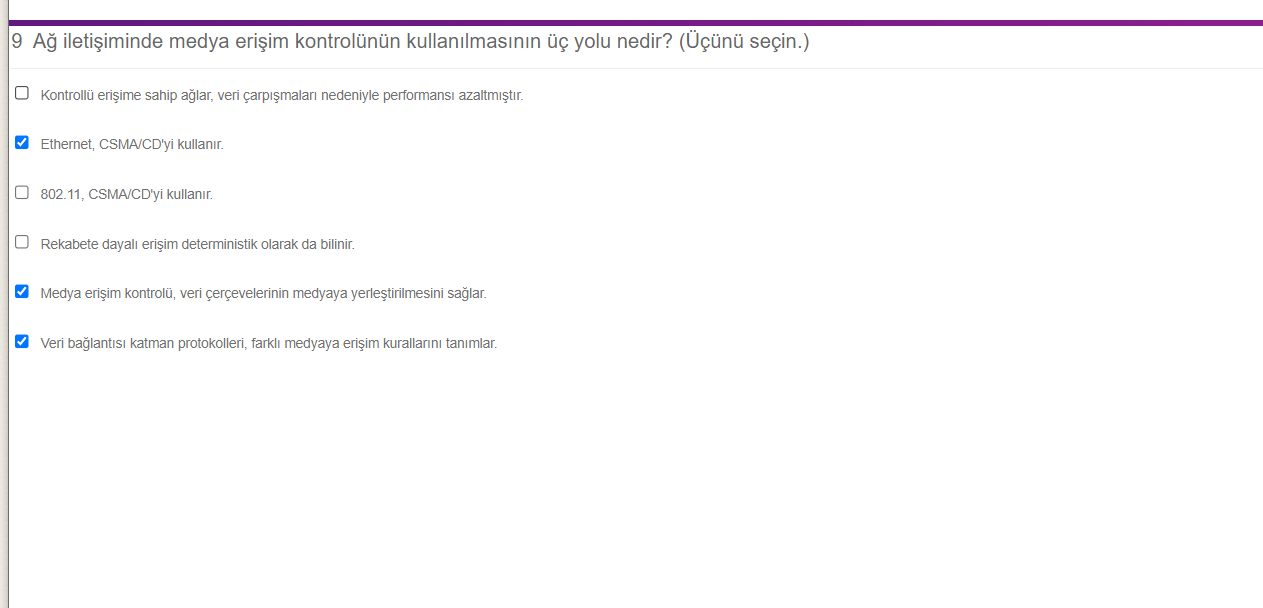 9 Ağ iletişiminde medya erişim kontrolünün kullanılmasının üç yolu nedir? (Üçünü seçin.)
Kontrollü erişime sahip ağlar, veri çarpışmaları nedeniyle performansı azaltmıştır.
Ethernet, CSMA/CD'yi kullanır.
802.11, CSMA/CD'yi kullanır.
Rekabete dayalı erişim deterministik olarak da bilinir.
Medya erişim kontrolü, veri çerçevelerinin medyaya yerleştirilmesini sağlar.
Veri bağlantısı katman protokolleri, farklı medyaya erişim kurallarını tanımlar.